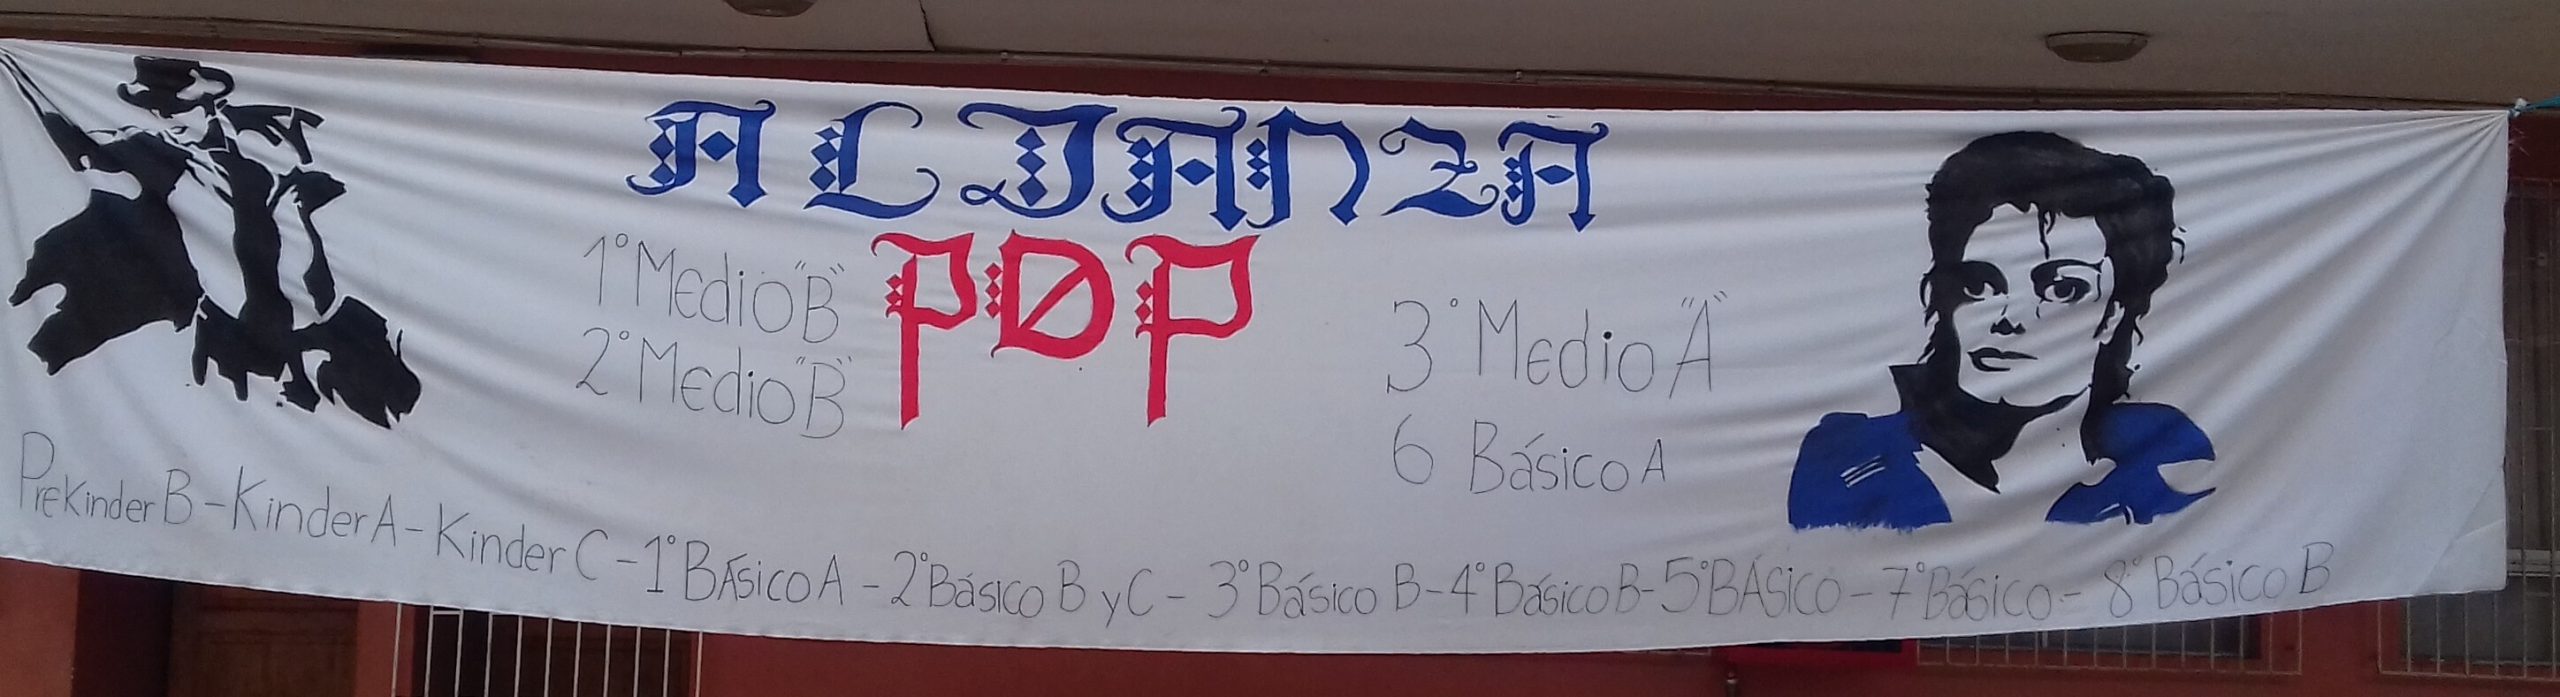 ALJANZA
POP
1° Medio "B"
2° Medio "B"
3° Medio "A"
6 Básico A
PreKinder B - Kinder A - Kinder C - 1° BÁsico A - 2° Básico B y C - 3° Básico B - 4° Básico B - 5° BÁSico - 7° Básico - 8° Básico B